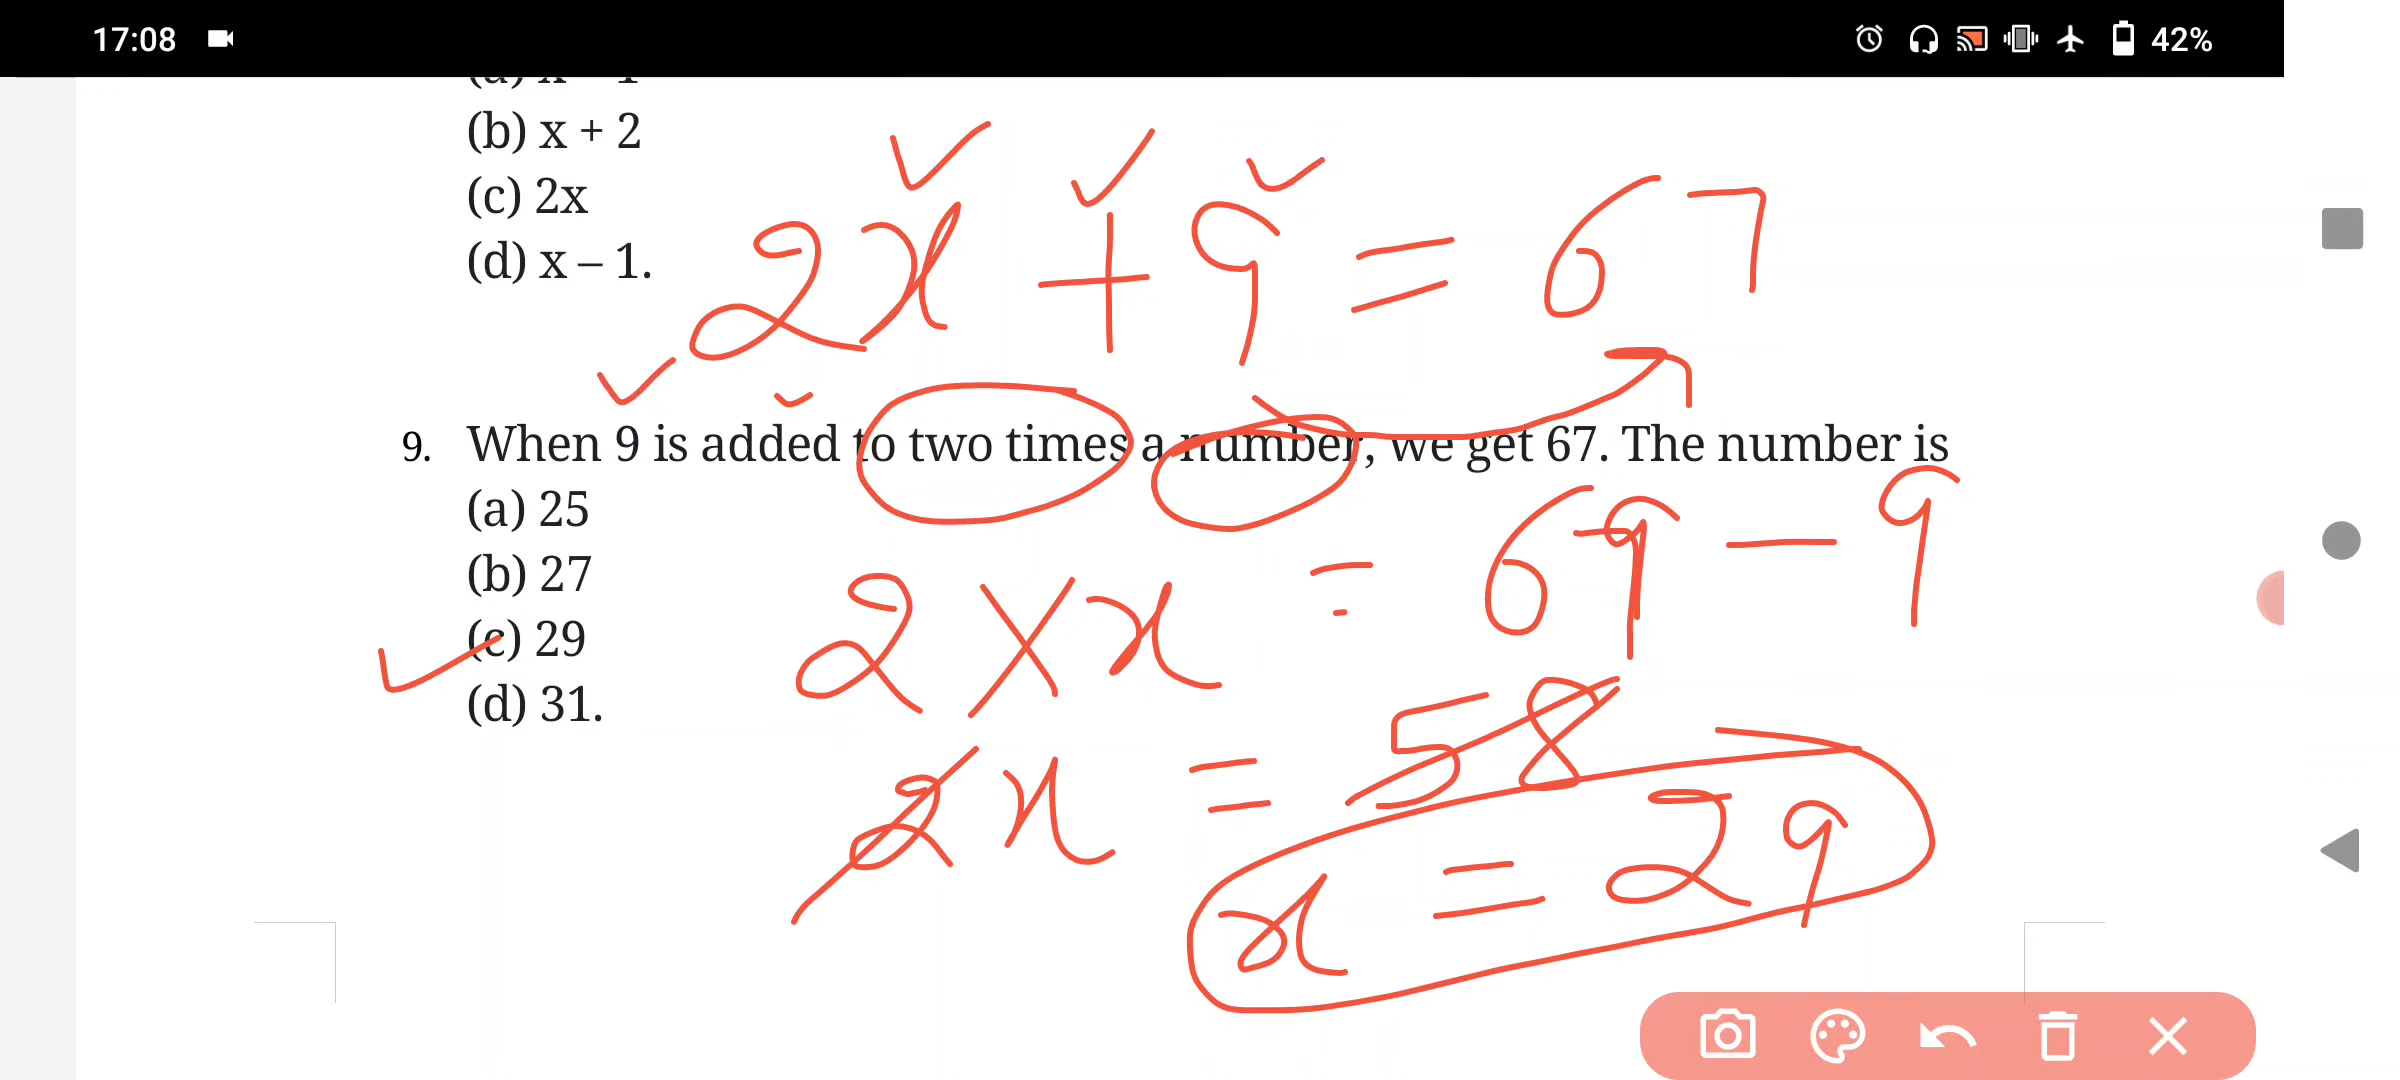 17:08 42%
(b) x + 2
(c) 2x
(d) x – 1.
2x + 9 = 67
9. When 9 is added to two times a number, we get 67. The number is
(a) 25
(b) 27
(c) 29
(d) 31.
2 × x = 67 − 9
2x = 58
x = 29